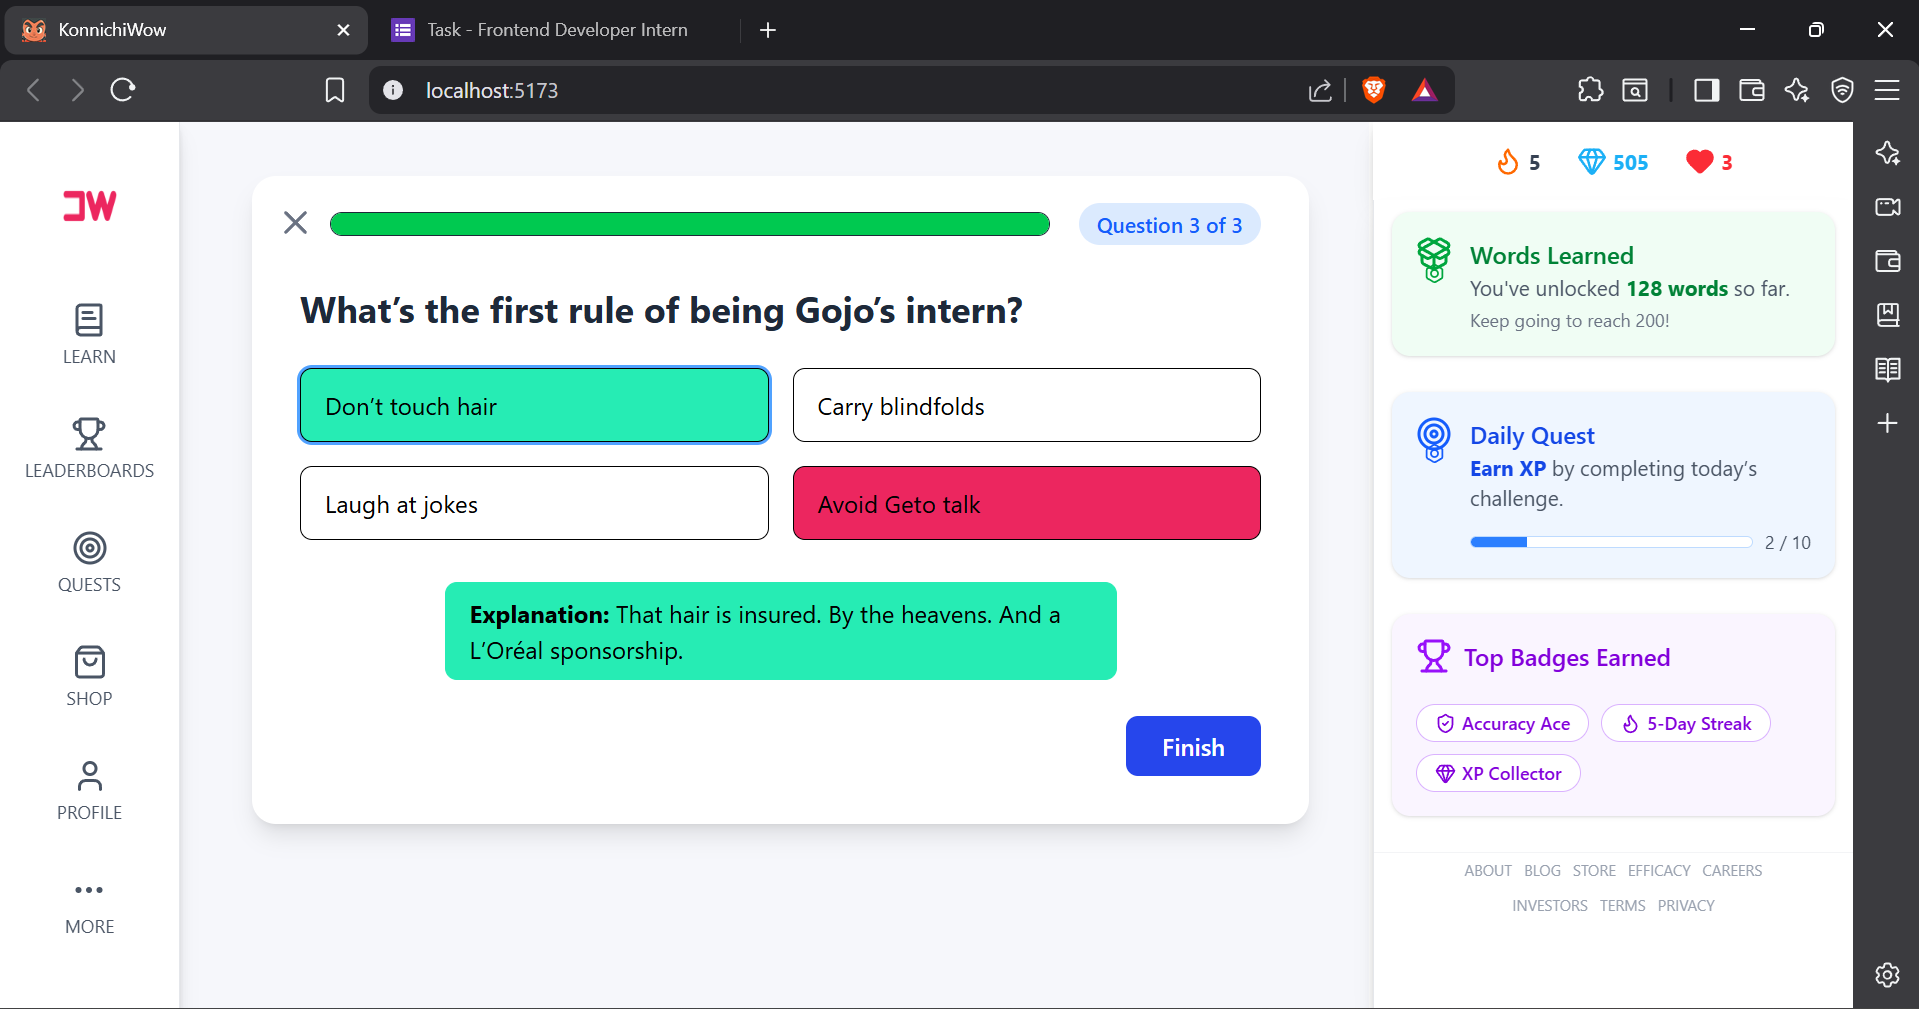 KonnichiWow
Task - Frontend Developer Intern
localhost:5173
LEARN
LEADERBOARDS
QUESTS
SHOP
PROFILE
MORE
Question 3 of 3
What’s the first rule of being Gojo’s intern?
Don’t touch hair
Carry blindfolds
Laugh at jokes
Avoid Geto talk
Explanation: That hair is insured. By the heavens. And a
L’Oréal sponsorship.
Finish
5
505
3
Words Learned
You've unlocked 128 words so far.
Keep going to reach 200!
Daily Quest
Earn XP by completing today’s
challenge.
2 / 10
Top Badges Earned
Accuracy Ace
5-Day Streak
XP Collector
ABOUT BLOG STORE EFFICACY CAREERS
INVESTORS TERMS PRIVACY